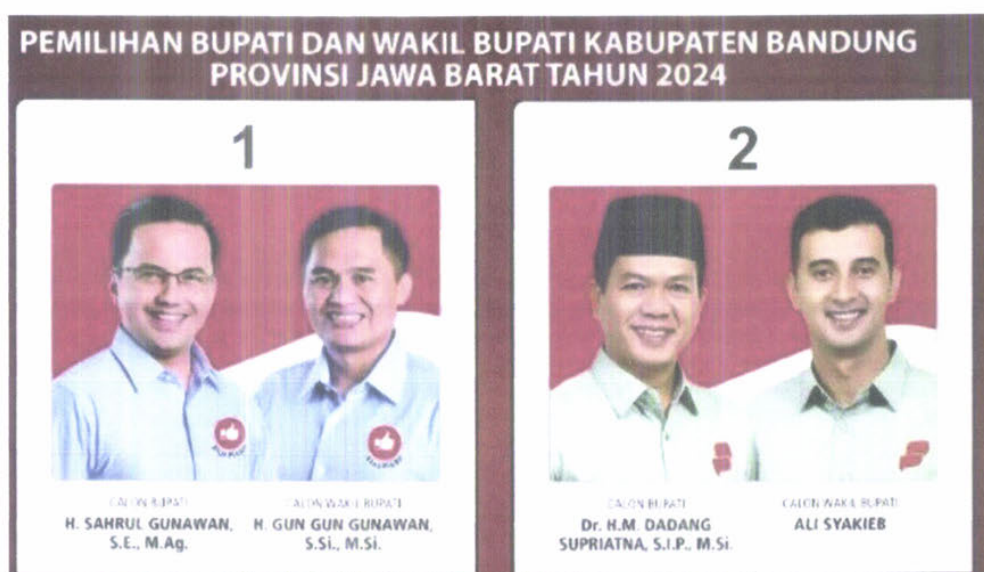 PEMILIHAN BUPATI DAN WAKIL BUPATI KABUPATEN BANDUNG
PROVINSI JAWA BARAT TAHUN 2024
1
CALON BUPATI
H. SAHRUL GUNAWAN,
S.E., M.Ag.
CALON WAKIL BUPATI
H. GUN GUN GUNAWAN,
S.Si., M.Si.
2
CALON BUPATI
Dr. H.M. DADANG
SUPRIATNA, S.I.P., M.Si.
CALON WAKIL BUPATI
ALI SYAKIEB